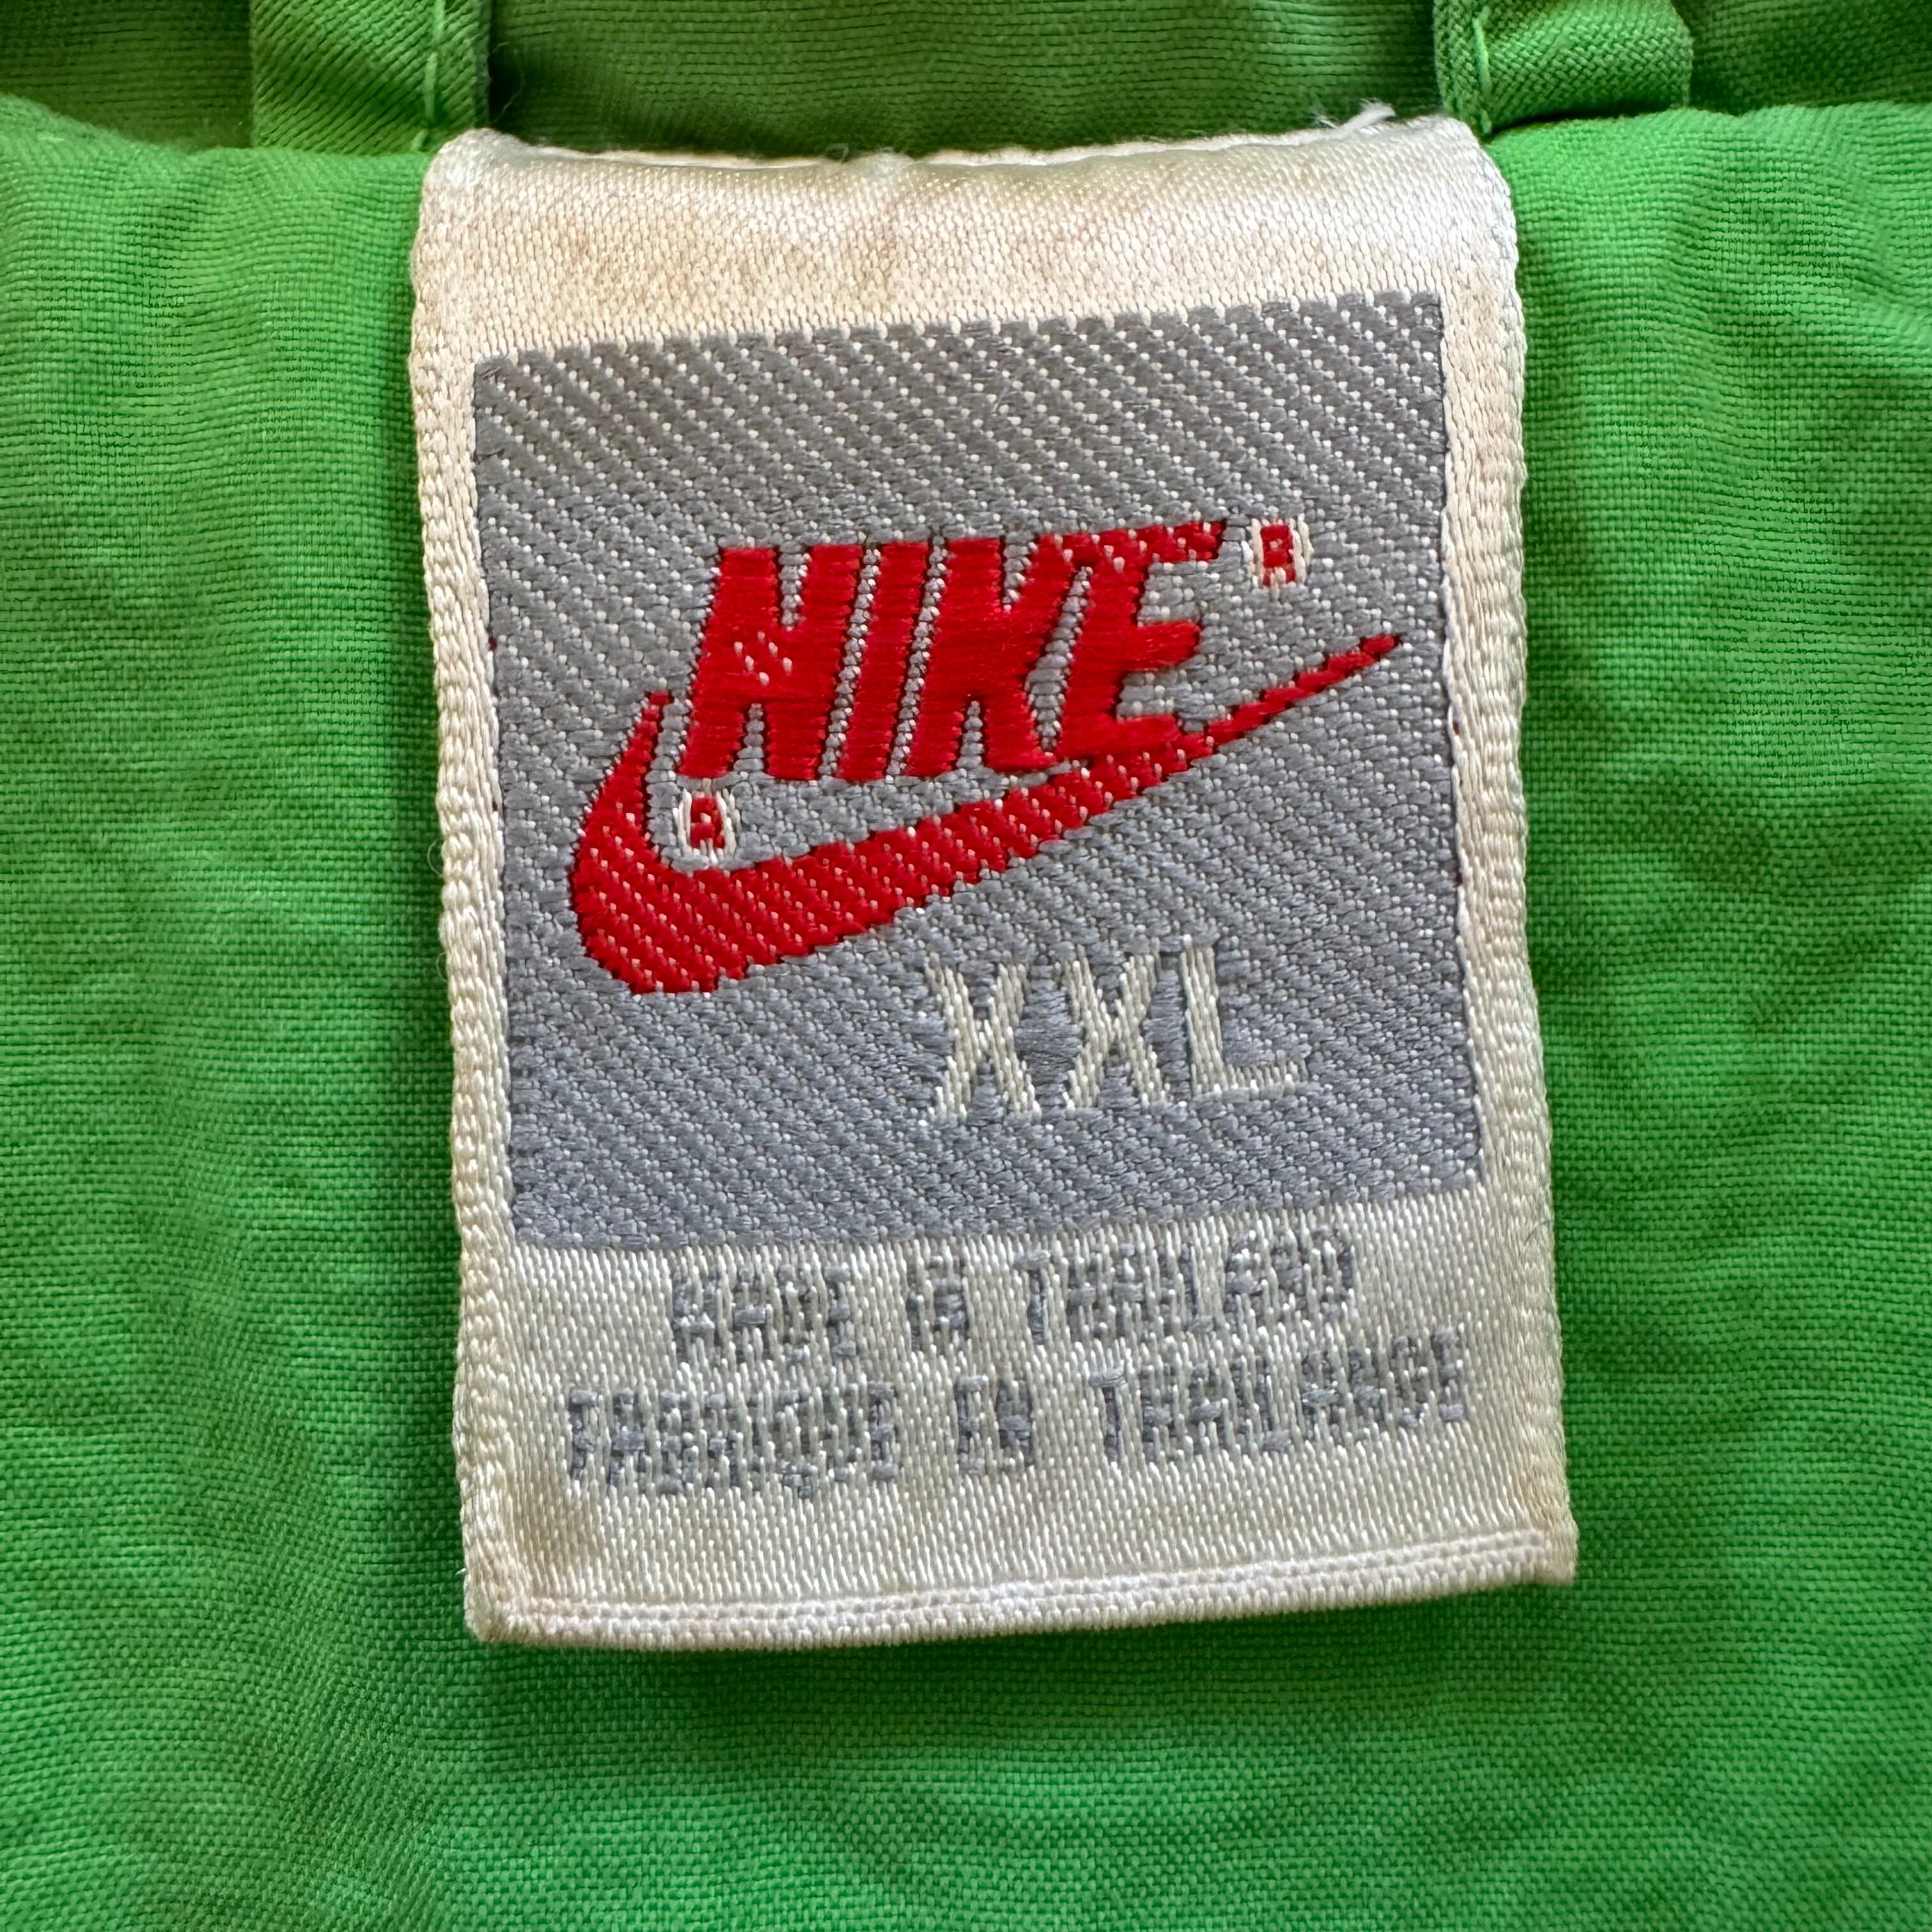 NIKE ®
®
XXL
MADE IN THAILAND
FABRIQUE EN THAILANDE